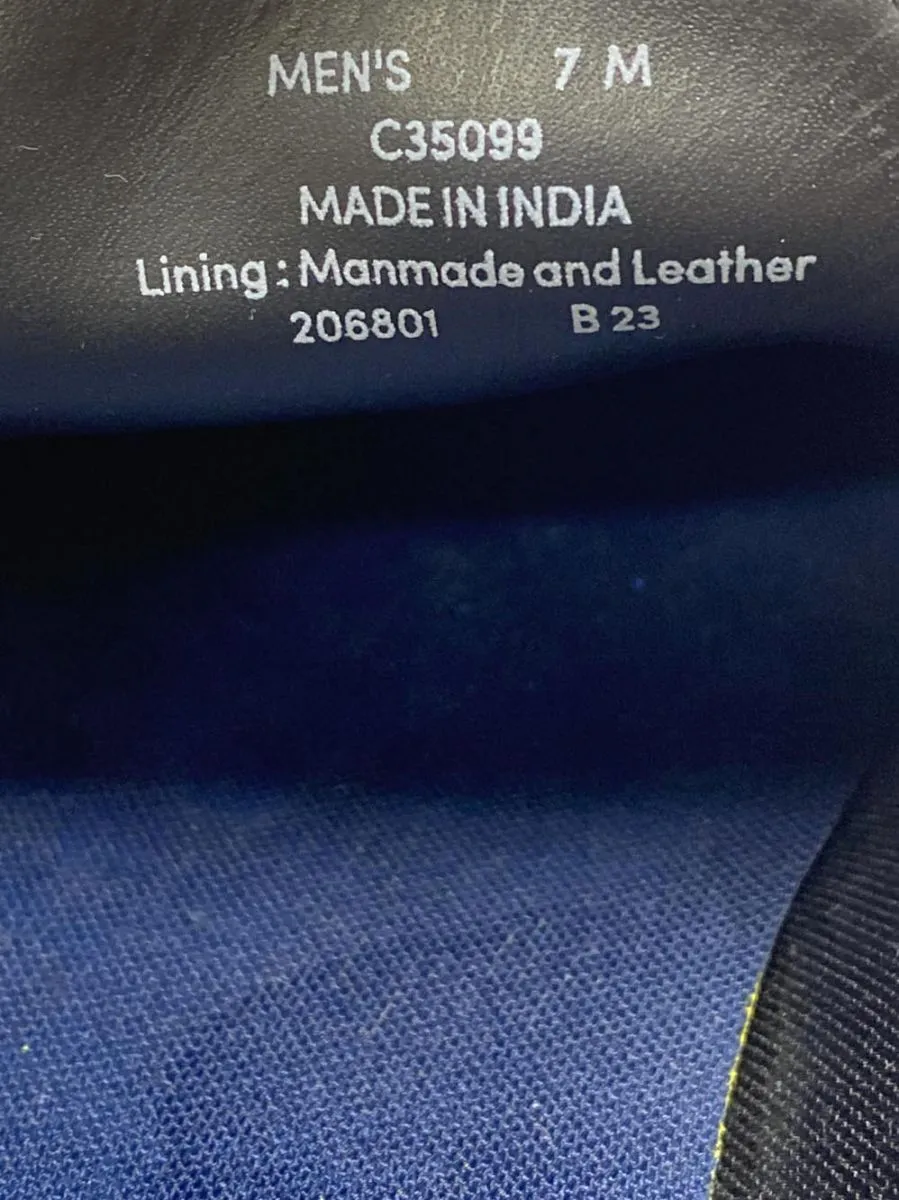 MEN'S 7 M
C35099
MADE IN INDIA
Lining : Manmade and Leather
206801 B 23